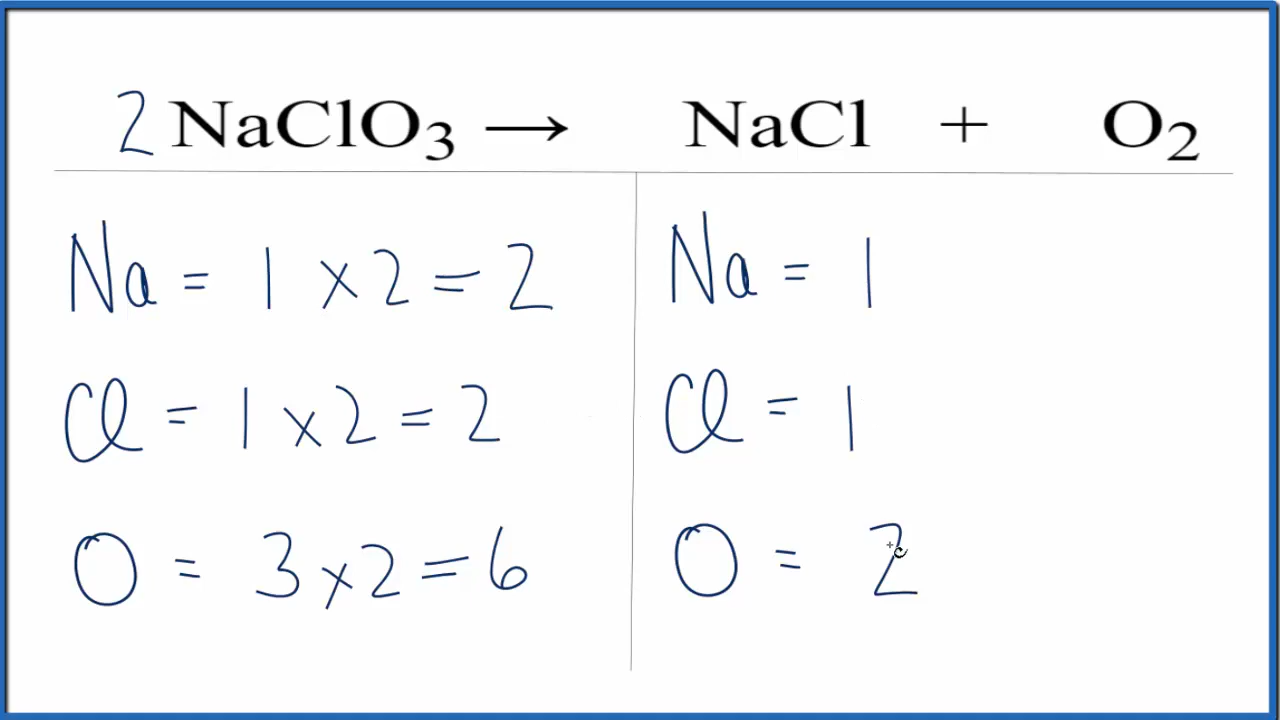 2 NaClO₃ → NaCl + O₂
Na = 1 x 2 = 2
Na = 1
Cl = 1 x 2 = 2
Cl = 1
O = 3 x 2 = 6
O = 2